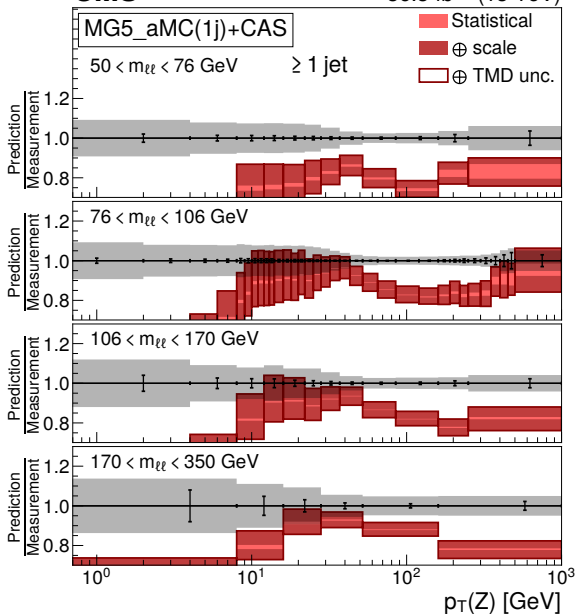 MG5_aMC(1j)+CAS
Statistical
⊕ scale
⊕ TMD unc.
50 < mℓℓ < 76 GeV
≥ 1 jet
Prediction
Measurement
1.2
1.0
0.8
76 < mℓℓ < 106 GeV
Prediction
Measurement
1.2
1.0
0.8
106 < mℓℓ < 170 GeV
Prediction
Measurement
1.2
1.0
0.8
170 < mℓℓ < 350 GeV
Prediction
Measurement
1.2
1.0
0.8
10⁰ 10¹ 10² 10³
p_T(Z) [GeV]